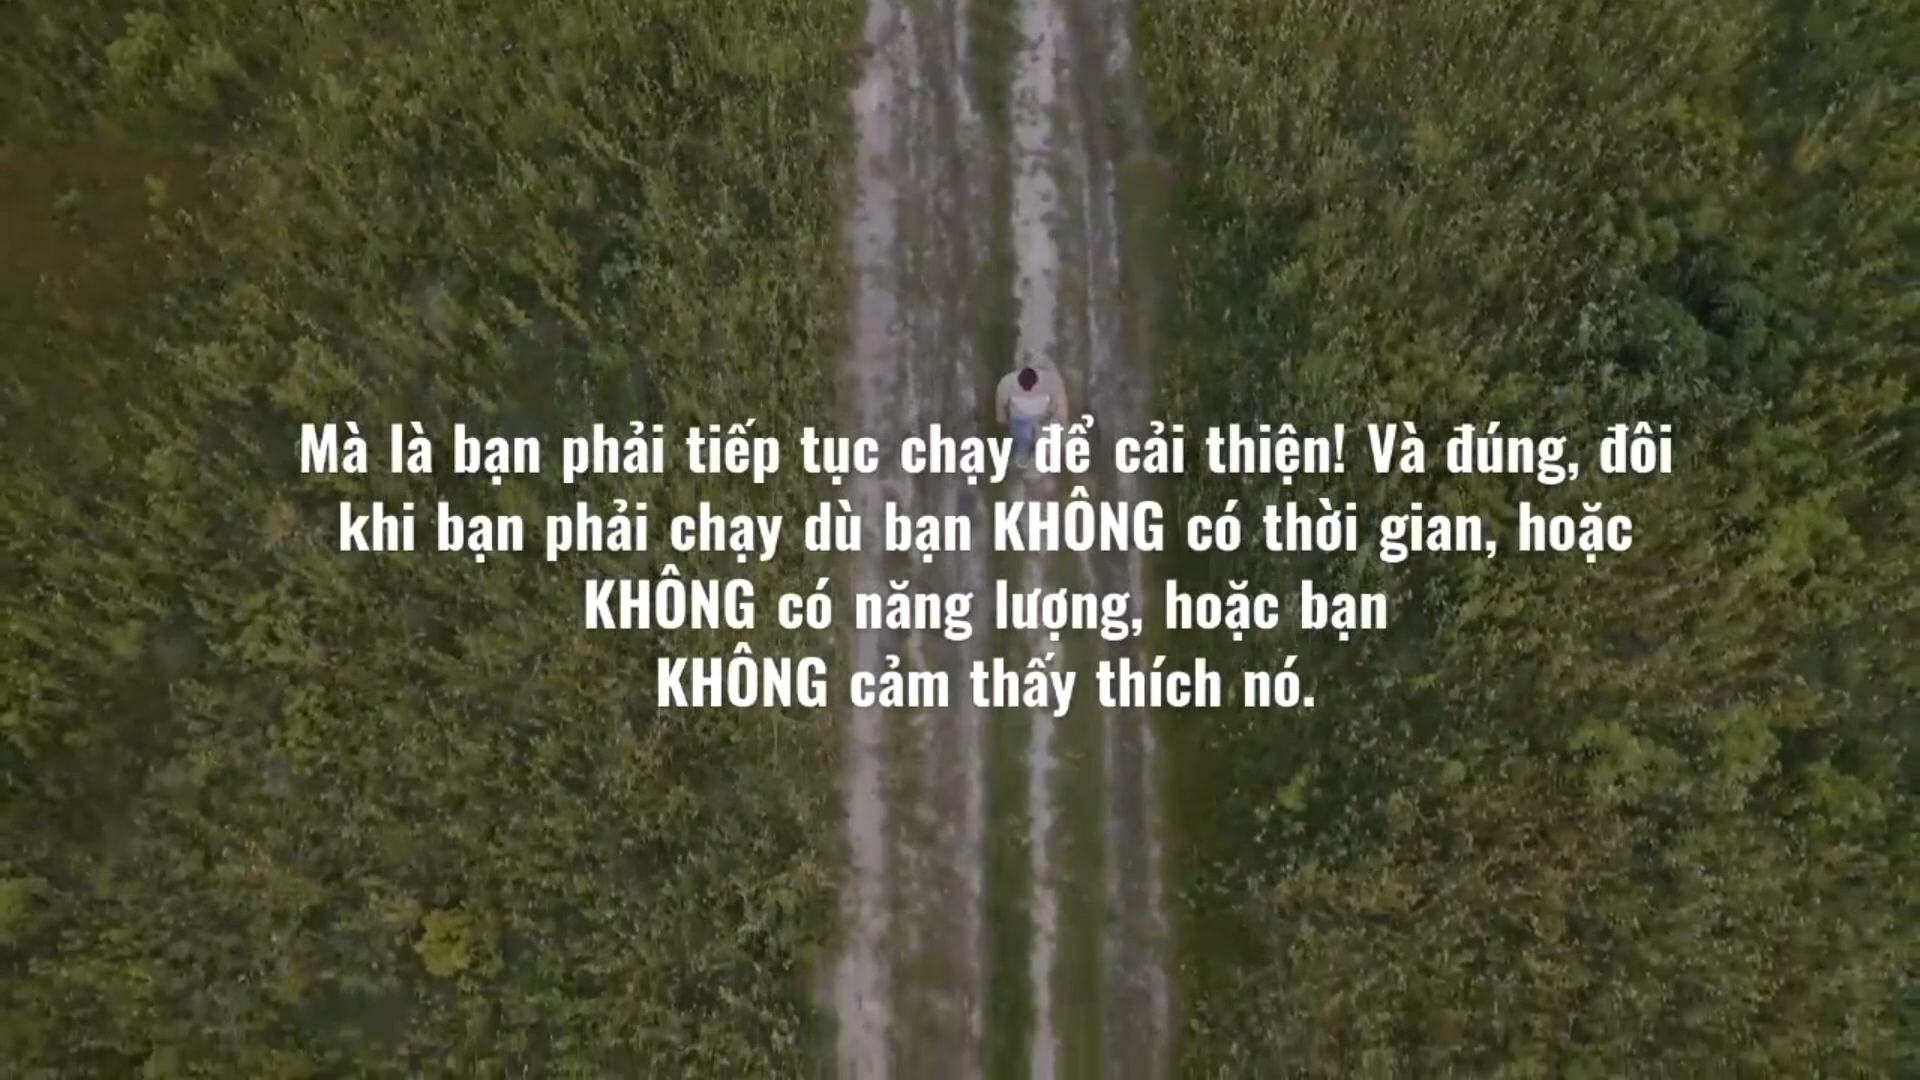 Mà là bạn phải tiếp tục chạy để cải thiện! Và đúng, đôi
khi bạn phải chạy dù bạn KHÔNG có thời gian, hoặc
KHÔNG có năng lượng, hoặc bạn
KHÔNG cảm thấy thích nó.